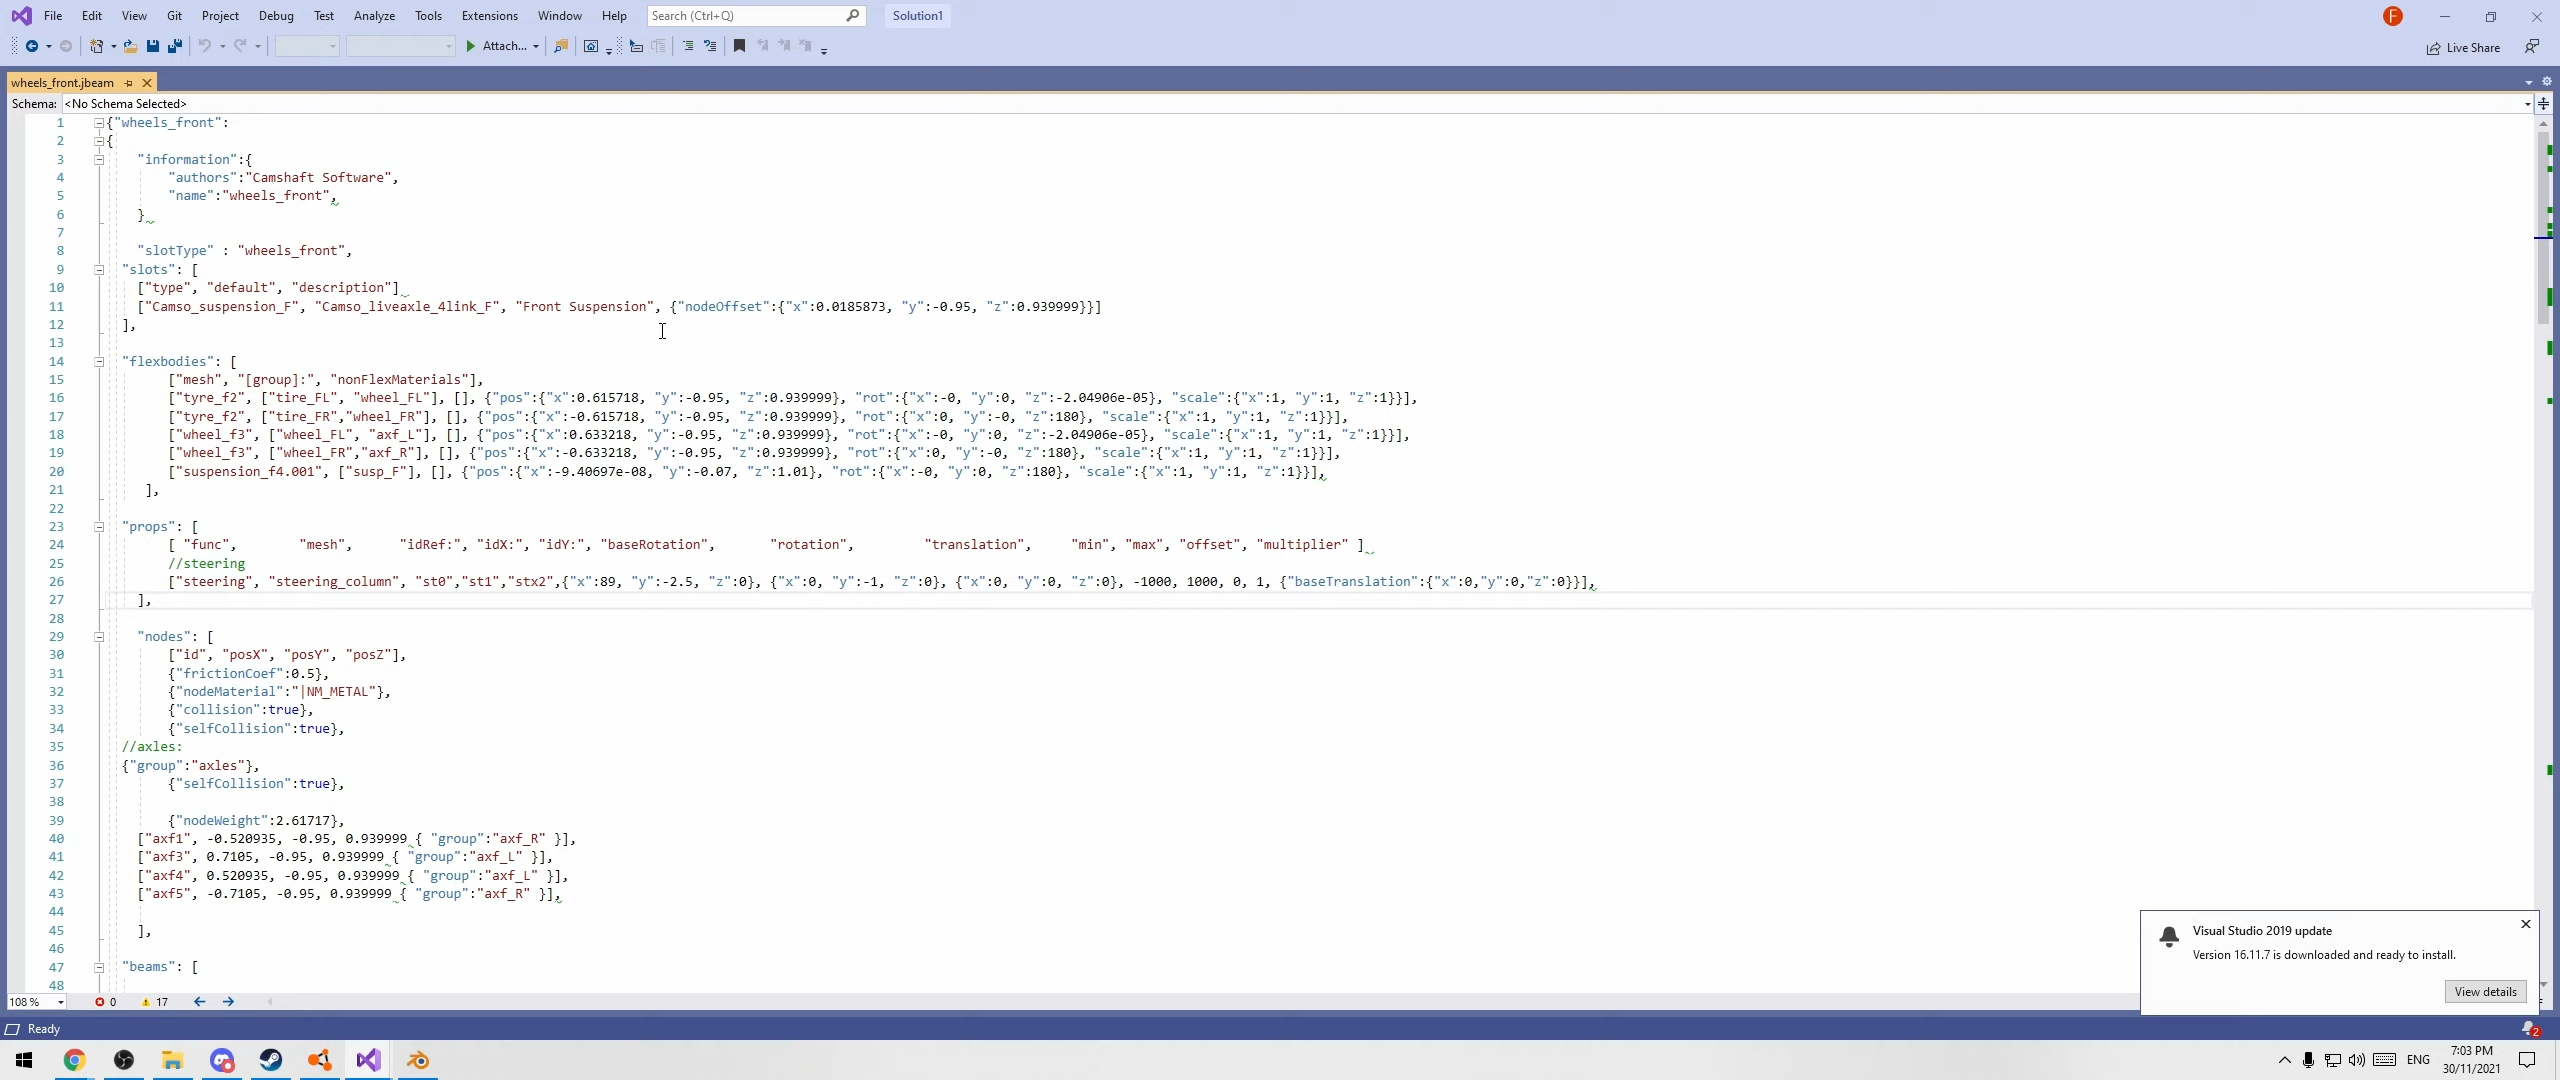 File Edit View Git Project Debug Test Analyze Tools Extensions Window Help Search (Ctrl+Q) Solution1 F
Attach... Live Share
wheels_front.jbeam
Schema: <No Schema Selected>
1 {"wheels_front":
2 {
3 "information":{
4 "authors":"Camshaft Software",
5 "name":"wheels_front",
6 }
7
8 "slotType" : "wheels_front",
9 "slots": [
10 ["type", "default", "description"]
11 ["Camso_suspension_F", "Camso_liveaxle_4link_F", "Front Suspension", {"nodeOffset":{"x":0.0185873, "y":-0.95, "z":0.939999}}]
12 ],
13
14 "flexbodies": [
15 ["mesh", "[group]:", "nonFlexMaterials"],
16 ["tyre_f2", ["tire_FL", "wheel_FL"], [], {"pos":{"x":0.615718, "y":-0.95, "z":0.939999}, "rot":{"x":-0, "y":0, "z":-2.04906e-05}, "scale":{"x":1, "y":1, "z":1}}],
17 ["tyre_f2", ["tire_FR","wheel_FR"], [], {"pos":{"x":-0.615718, "y":-0.95, "z":0.939999}, "rot":{"x":0, "y":-0, "z":180}, "scale":{"x":1, "y":1, "z":1}}],
18 ["wheel_f3", ["wheel_FL", "axf_L"], [], {"pos":{"x":0.633218, "y":-0.95, "z":0.939999}, "rot":{"x":-0, "y":0, "z":-2.04906e-05}, "scale":{"x":1, "y":1, "z":1}}],
19 ["wheel_f3", ["wheel_FR","axf_R"], [], {"pos":{"x":-0.633218, "y":-0.95, "z":0.939999}, "rot":{"x":0, "y":-0, "z":180}, "scale":{"x":1, "y":1, "z":1}}],
20 ["suspension_f4.001", ["susp_F"], [], {"pos":{"x":-9.40697e-08, "y":-0.07, "z":1.01}, "rot":{"x":-0, "y":0, "z":180}, "scale":{"x":1, "y":1, "z":1}}],
21 ],
22
23 "props": [
24 [ "func", "mesh", "idRef:", "idX:", "idY:", "baseRotation", "rotation", "translation", "min", "max", "offset", "multiplier" ]
25 //steering
26 ["steering", "steering_column", "st0","st1","stx2",{"x":89, "y":-2.5, "z":0}, {"x":0, "y":-1, "z":0}, {"x":0, "y":0, "z":0}, -1000, 1000, 0, 1, {"baseTranslation":{"x":0,"y":0,"z":0}}],
27 ],
28
29 "nodes": [
30 ["id", "posX", "posY", "posZ"],
31 {"frictionCoef":0.5},
32 {"nodeMaterial":"|NM_METAL"},
33 {"collision":true},
34 {"selfCollision":true},
35 //axles:
36 {"group":"axles"},
37 {"selfCollision":true},
38
39 {"nodeWeight":2.61717},
40 ["axf1", -0.520935, -0.95, 0.939999 { "group":"axf_R" }],
41 ["axf3", 0.7105, -0.95, 0.939999 { "group":"axf_L" }],
42 ["axf4", 0.520935, -0.95, 0.939999 { "group":"axf_L" }],
43 ["axf5", -0.7105, -0.95, 0.939999 { "group":"axf_R" }],
44
45 ],
46
47 "beams": [
48
Visual Studio 2019 update
Version 16.11.7 is downloaded and ready to install.
View details
108 % 0 17
Ready 2
ENG 7:03 PM
30/11/2021